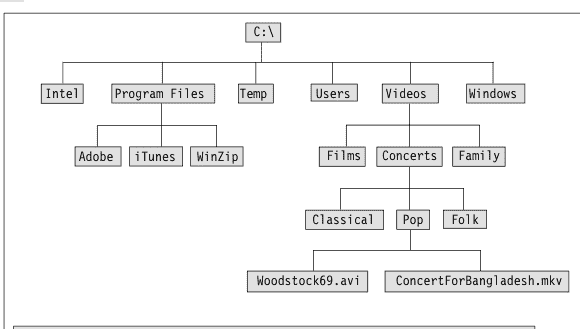 C:\
Intel Program Files Temp Users Videos Windows
Adobe iTunes WinZip Films Concerts Family
Classical Pop Folk
Woodstock69.avi ConcertForBangladesh.mkv